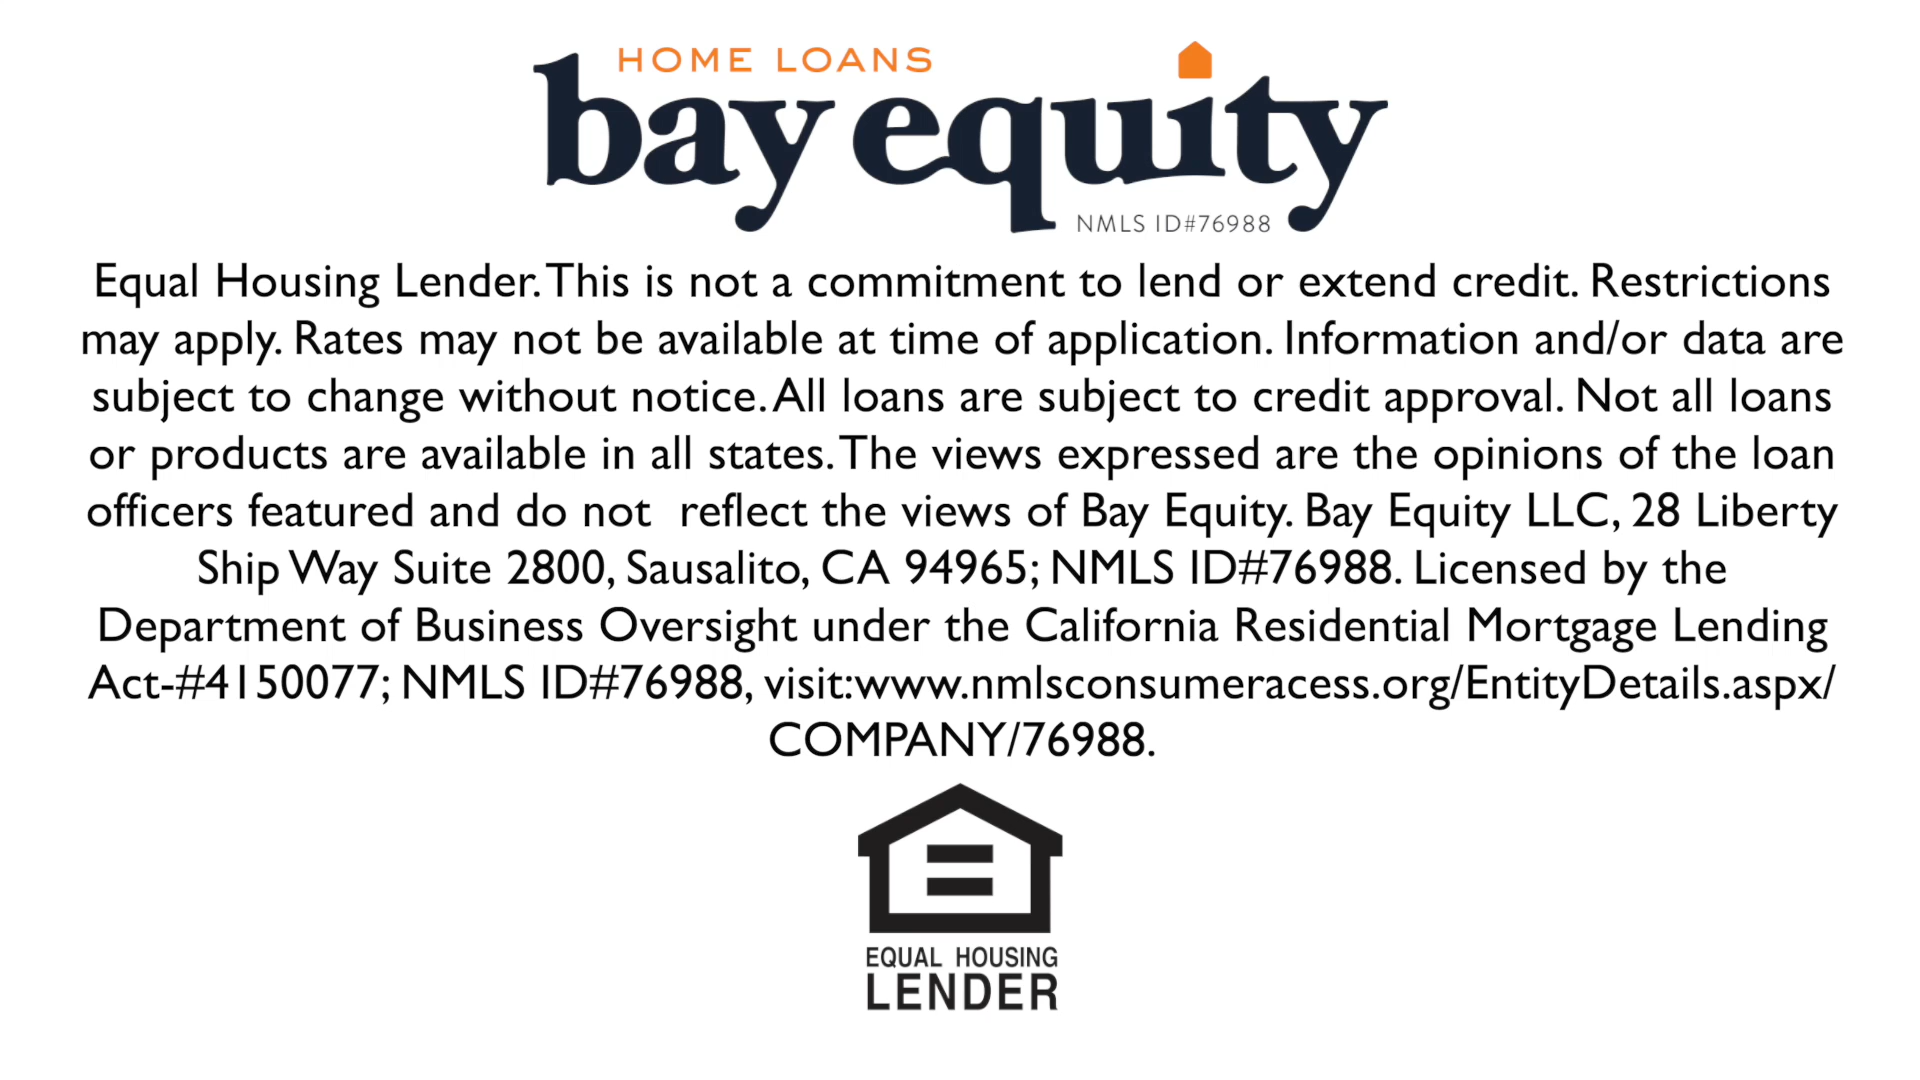 HOME LOANS
bay equity
NMLS ID#76988
Equal Housing Lender. This is not a commitment to lend or extend credit. Restrictions
may apply. Rates may not be available at time of application. Information and/or data are
subject to change without notice. All loans are subject to credit approval. Not all loans
or products are available in all states. The views expressed are the opinions of the loan
officers featured and do not  reflect the views of Bay Equity. Bay Equity LLC, 28 Liberty
Ship Way Suite 2800, Sausalito, CA 94965; NMLS ID#76988. Licensed by the
Department of Business Oversight under the California Residential Mortgage Lending
Act-#4150077; NMLS ID#76988, visit:www.nmlsconsumeracess.org/EntityDetails.aspx/
COMPANY/76988.
EQUAL HOUSING
LENDER